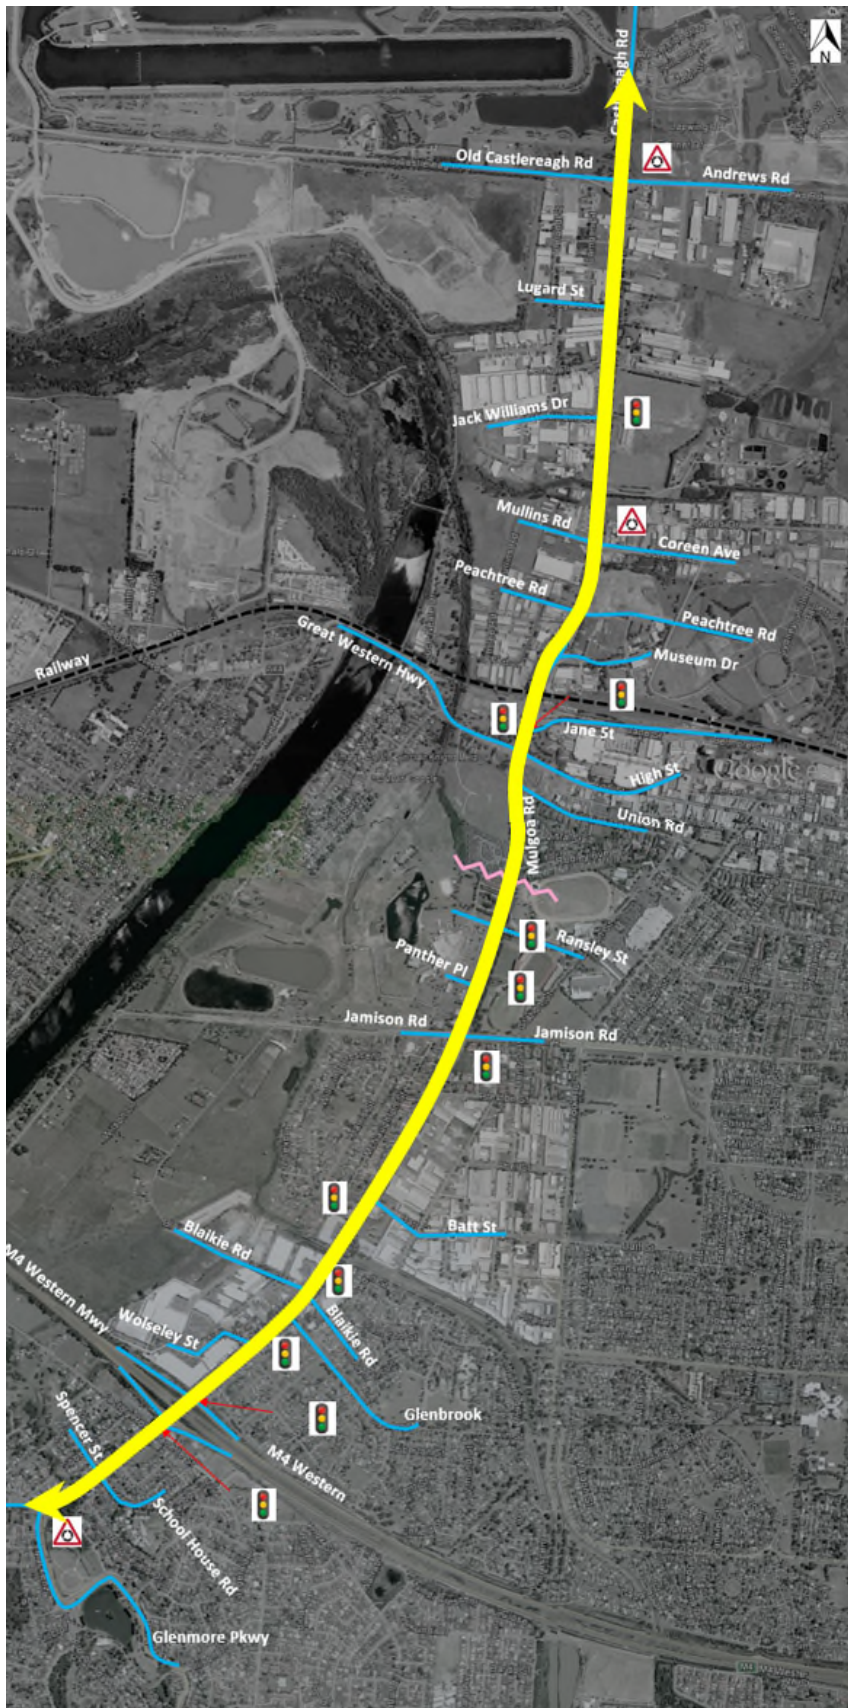 N
Castlereagh Rd
Old Castlereagh Rd
Andrews Rd
Lugard St
Jack Williams Dr
Mullins Rd
Coreen Ave
Peachtree Rd
Peachtree Rd
Museum Dr
Great Western Hwy
Railway
Jane St
High St
Google
Union Rd
Mulgoa Rd
Ransley St
Panther Pl
Jamison Rd
Jamison Rd
Batt St
Blaikie Rd
M4 Western Mwy
Blaikie Rd
Wolseley St
Glenbrook
Spencer St
M4 Western
School House Rd
Glenmore Pkwy